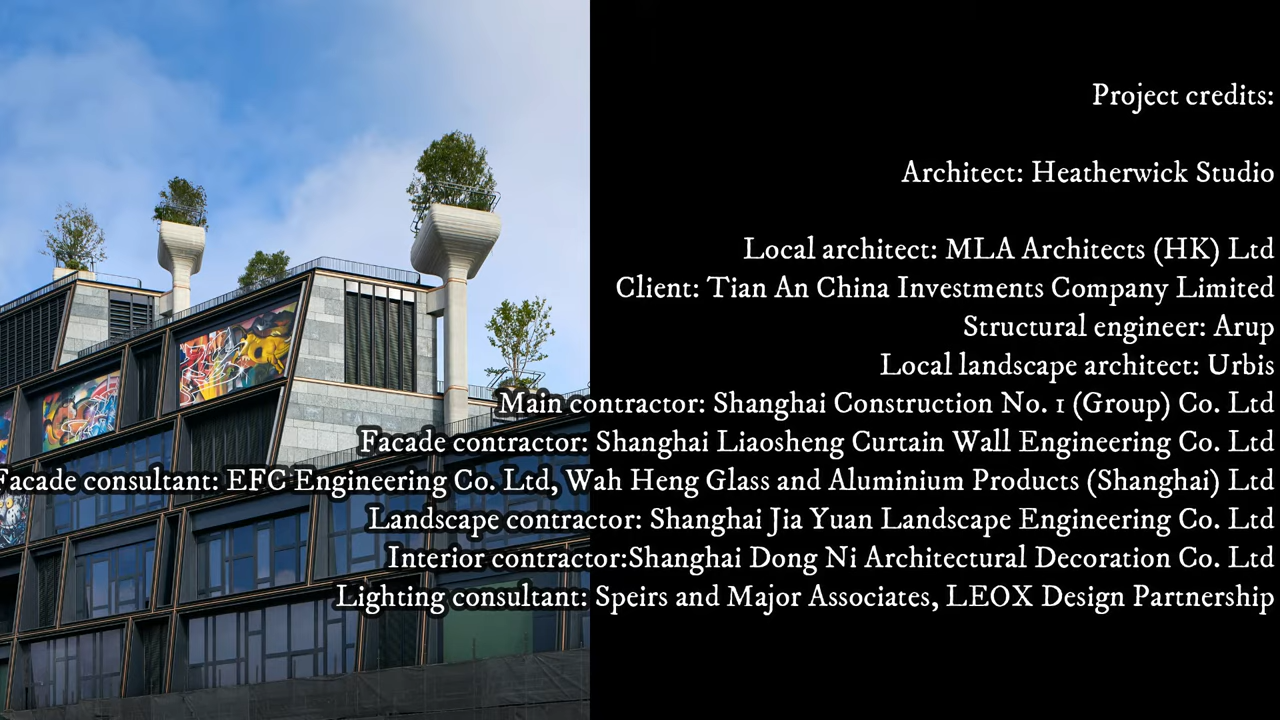 Project credits:
Architect: Heatherwick Studio
Local architect: MLA Architects (HK) Ltd
Client: Tian An China Investments Company Limited
Structural engineer: Arup
Local landscape architect: Urbis
Main contractor: Shanghai Construction No. 1 (Group) Co. Ltd
Facade contractor: Shanghai Liaosheng Curtain Wall Engineering Co. Ltd
Facade consultant: EFC Engineering Co. Ltd, Wah Heng Glass and Aluminium Products (Shanghai) Ltd
Landscape contractor: Shanghai Jia Yuan Landscape Engineering Co. Ltd
Interior contractor:Shanghai Dong Ni Architectural Decoration Co. Ltd
Lighting consultant: Speirs and Major Associates, LEOX Design Partnership